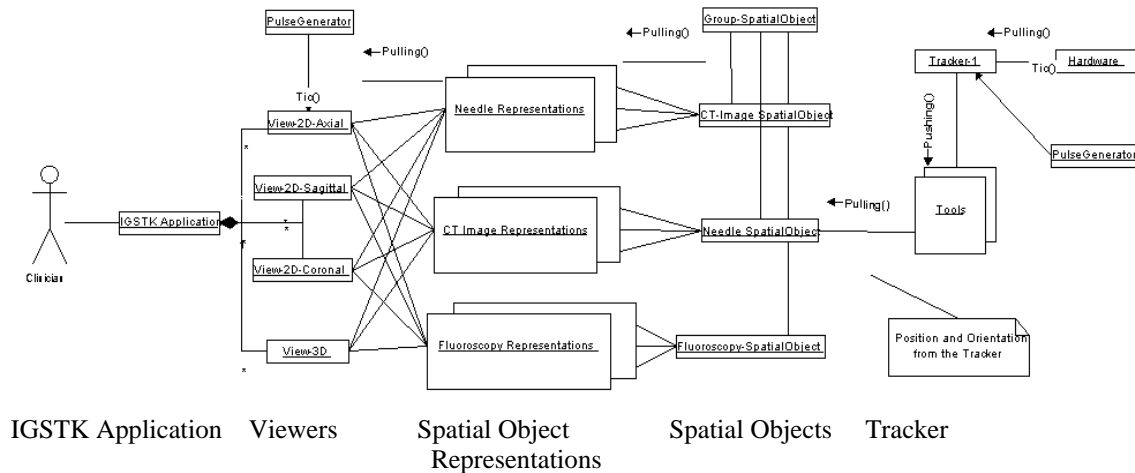 PulseGenerator
Group-SpatialObject
Pulling()
Pulling()
Pulling()
Tracker-1
Hardware
Tic()
Tic()
Needle Representations
View-2D-Axial
CT-Image SpatialObject
Pushing()
PulseGenerator
*
View-2D-Sagittal
Pulling()
Tools
IGSTK Application
*
*
*
CT Image Representations
Needle SpatialObject
Clinician
View-2D-Coronal
Position and Orientation
from the Tracker
View-3D
Fluoroscopy Representations
Fluoroscopy-SpatialObject
*
IGSTK Application Viewers Spatial Object Spatial Objects Tracker
Representations